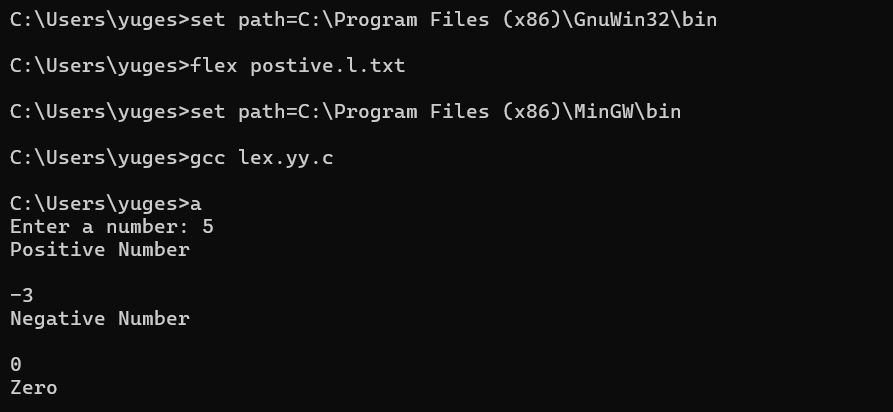 C:\Users\yuges>set path=C:\Program Files (x86)\GnuWin32\bin
C:\Users\yuges>flex postive.l.txt
C:\Users\yuges>set path=C:\Program Files (x86)\MinGW\bin
C:\Users\yuges>gcc lex.yy.c
C:\Users\yuges>a
Enter a number: 5
Positive Number
-3
Negative Number
0
Zero